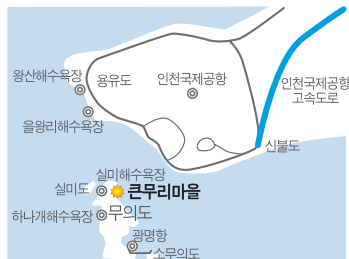 왕산해수욕장
용유도
인천국제공항
인천국제공항
고속도로
을왕리해수욕장
신불도
실미해수욕장
실미도
큰무리마을
하나개해수욕장
무의도
광명항
소무의도